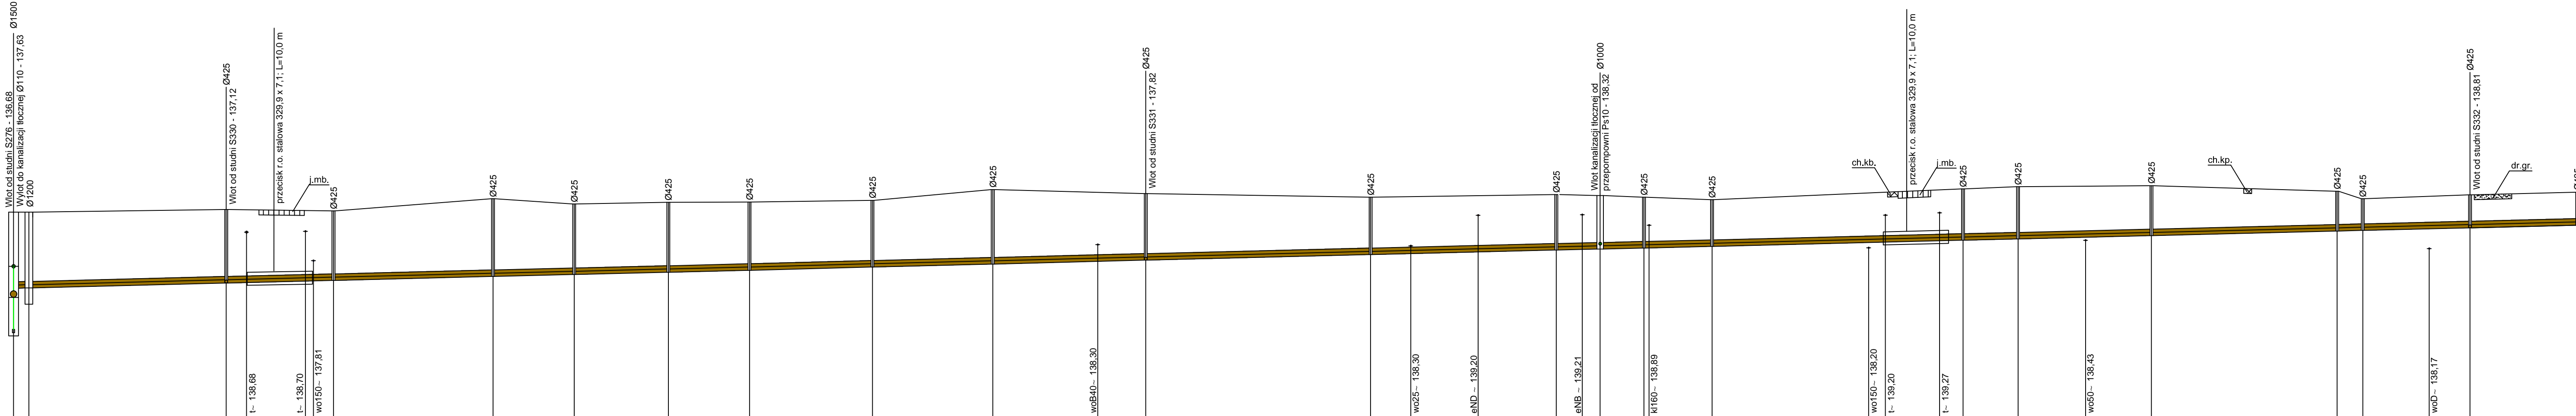 Wlot od studni S276 - 136,68
Ø1500
Wylot do kanalizacji tłocznej Ø110 - 137,63
Ø1200
Ø425
Wlot od studni S330 - 137,12
t~ 138,68
przecisk r.o. stalowa 329,9 x 7,1; L=10,0 m
j.mb.
t~ 138,70
wo150~ 137,81
Ø425
Ø425
Ø425
Ø425
Ø425
Ø425
Ø425
woB40~ 138,30
Ø425
Wlot od studni S331 - 137,82
Ø425
wo25~ 138,30
eND ~ 139,20
Ø425
eNB ~ 139,21
Wlot kanalizacji tłocznej od
przepompowni Ps10 - 138,32
Ø1000
Ø425
kl160~ 138,89
Ø425
ch.kb.
wo150~ 138,20
t~ 139,20
przecisk r.o. stalowa 329,9 x 7,1; L=10,0 m
j.mb.
t~ 139,27
Ø425
Ø425
wo50~ 138,43
Ø425
ch.kp.
Ø425
Ø425
woD~ 138,17
Ø425
Wlot od studni S332 - 138,81
dr.gr.
Ø425